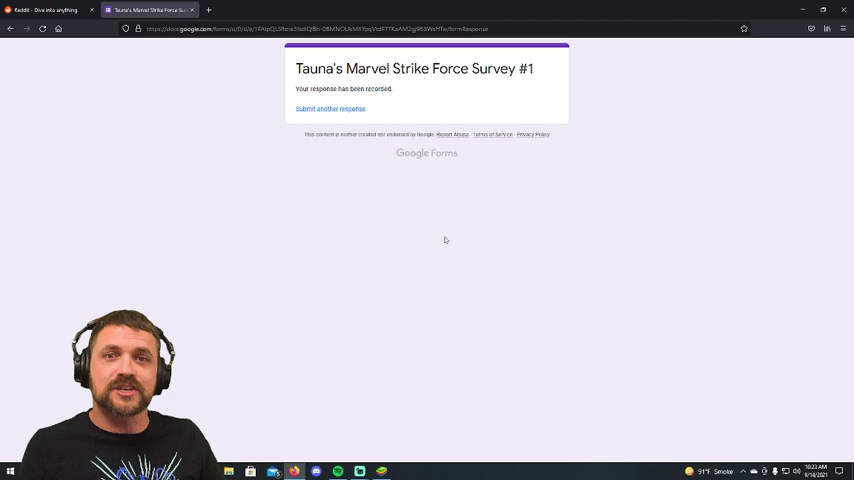 Reddit - Dive into anything
Tauna's Marvel Strike Force Sur
Tauna's Marvel Strike Force Survey #1
Your response has been recorded.
Submit another response
This content is neither created nor endorsed by Google. Report Abuse - Terms of Service - Privacy Policy
Google Forms
91°F Smoke
10:23 AM
9/14/2021